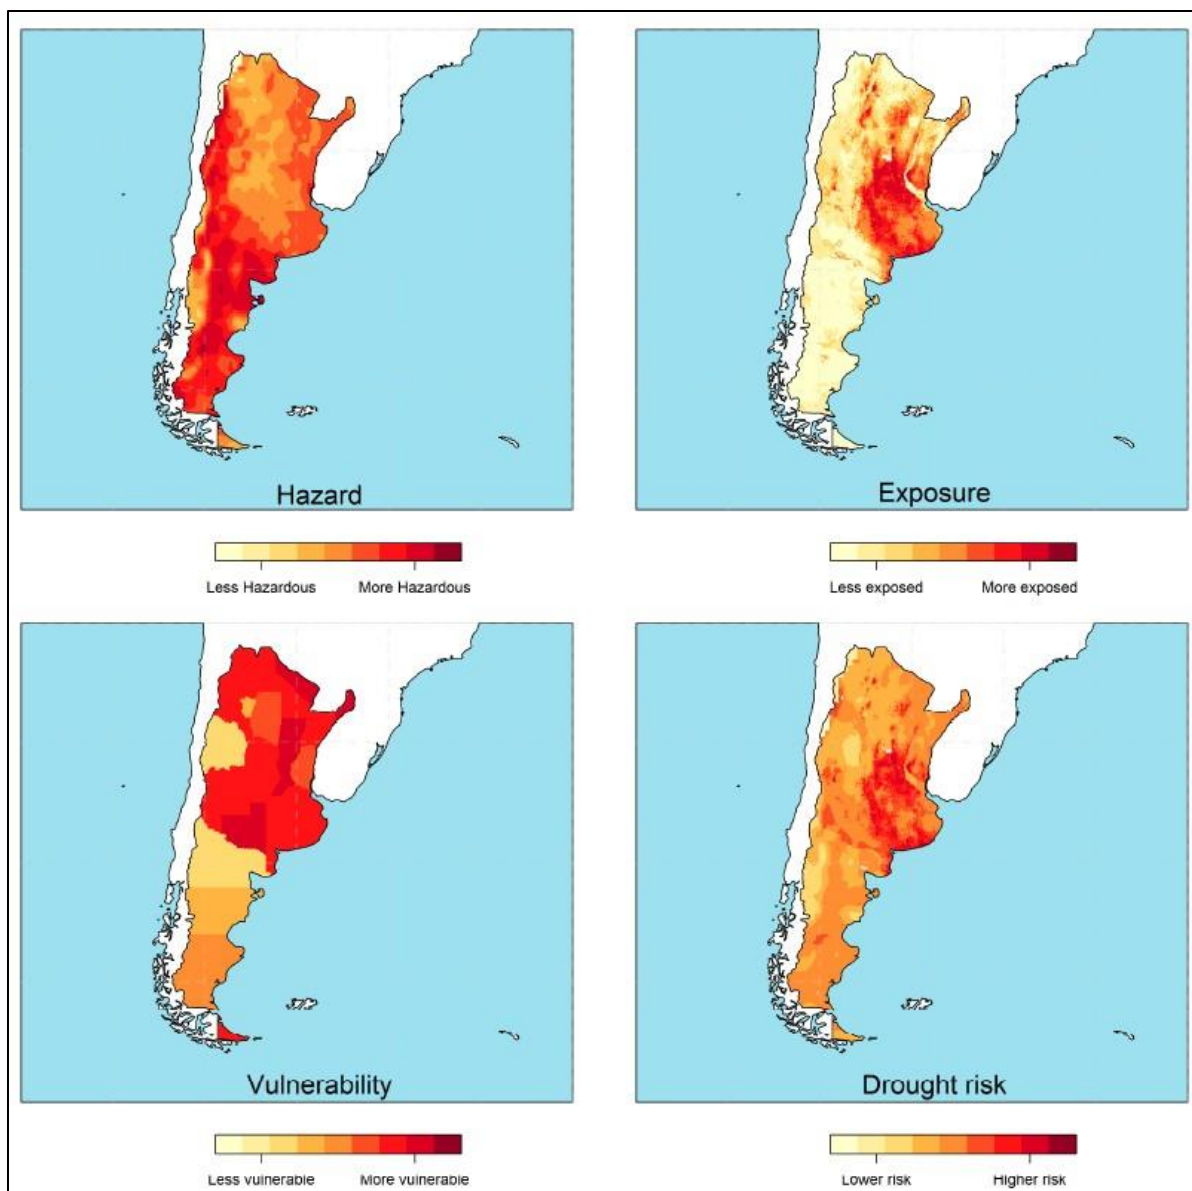 Hazard
Exposure
Less Hazardous More Hazardous
Less exposed More exposed
Vulnerability
Drought risk
Less vulnerable More vulnerable
Lower risk Higher risk